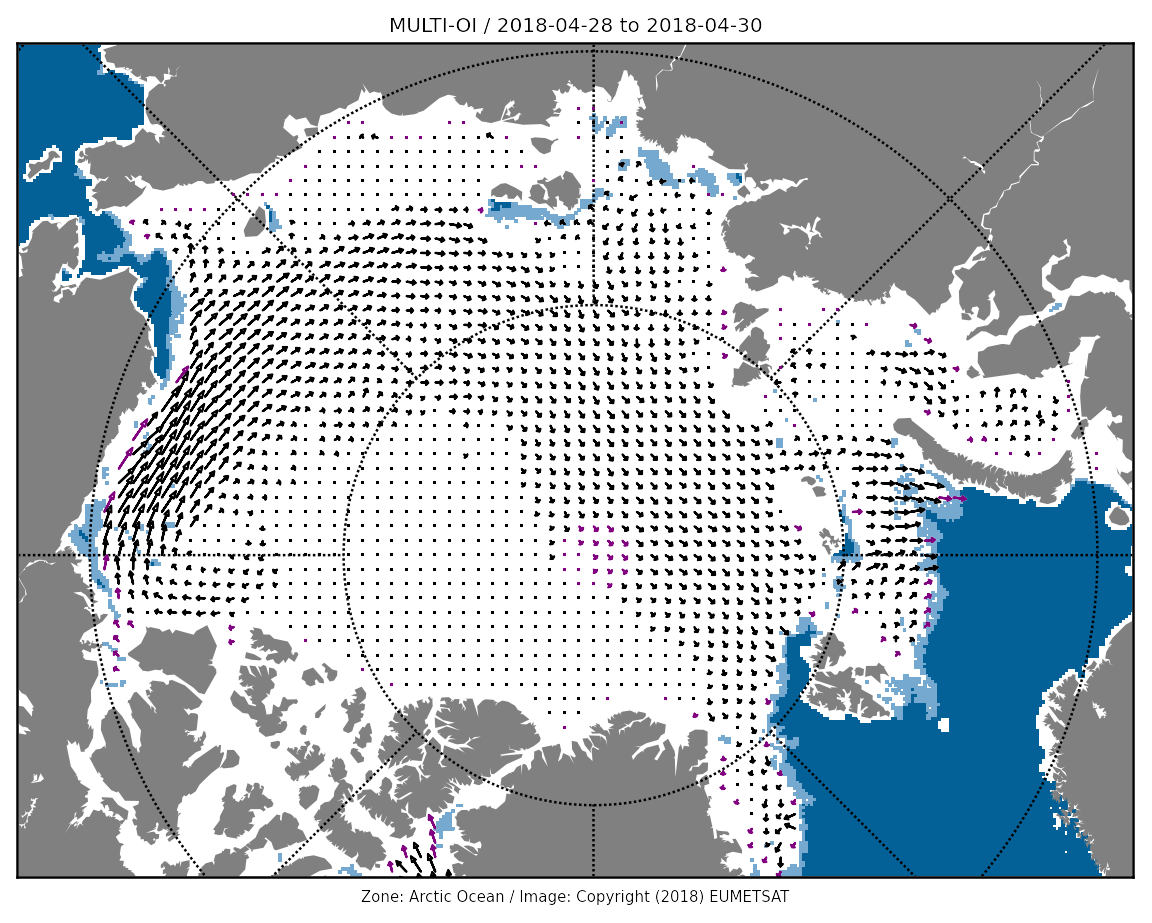 MULTI-OI / 2018-04-28 to 2018-04-30
Zone: Arctic Ocean / Image: Copyright (2018) EUMETSAT